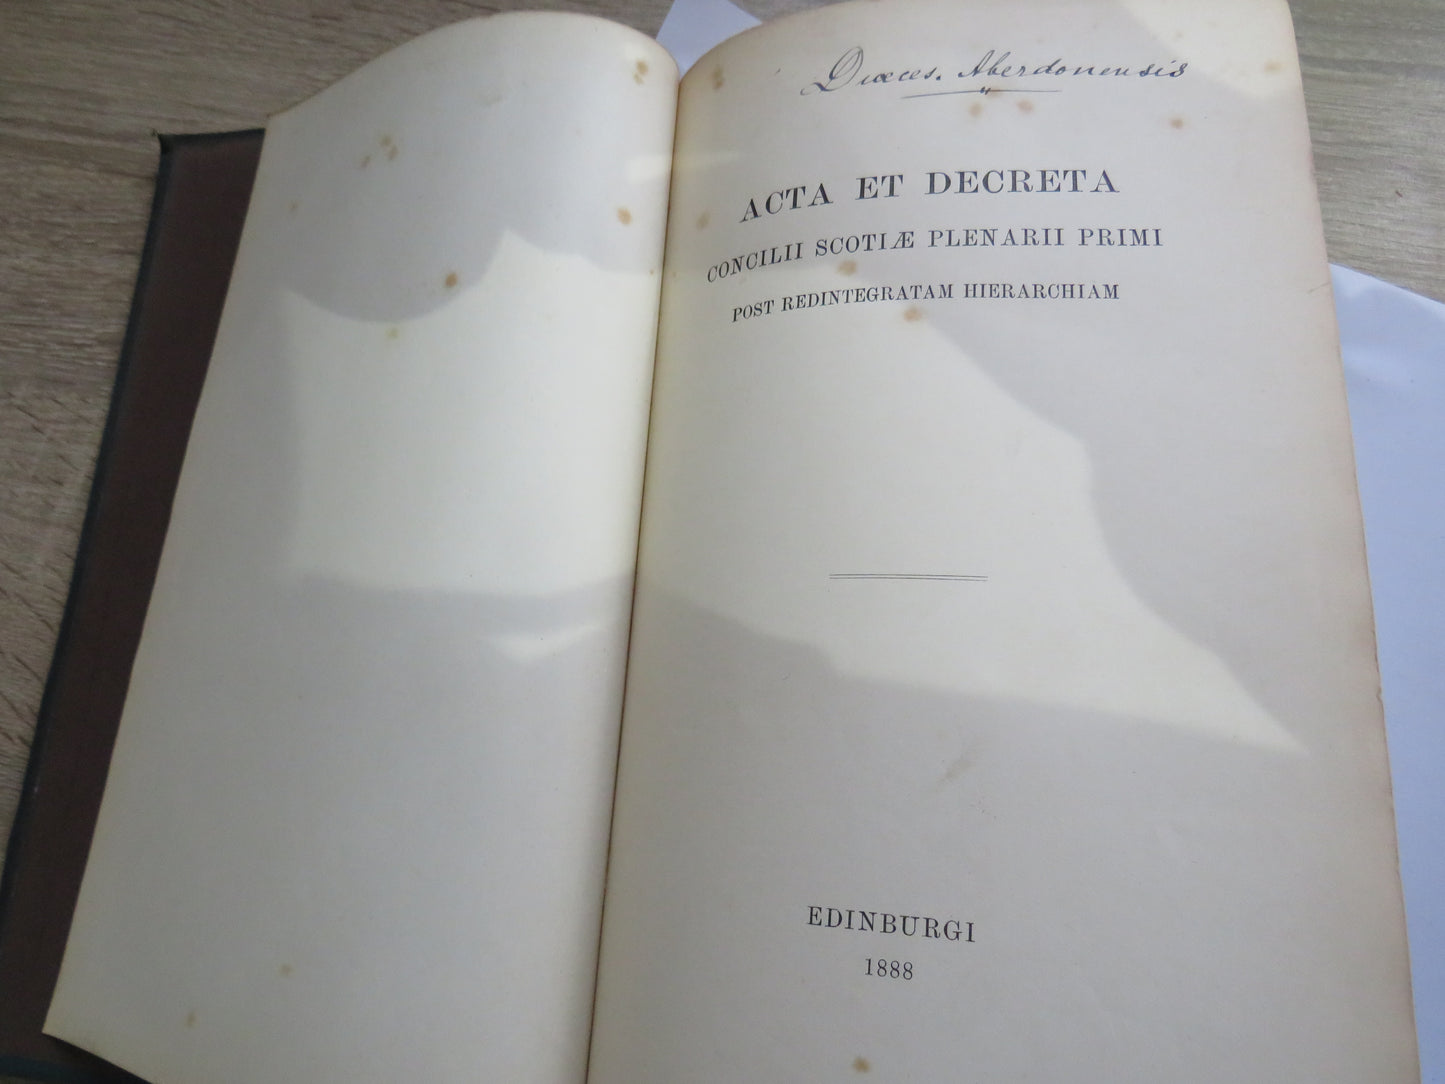 Diœces. Aberdonensis
ACTA ET DECRETA
CONCILII SCOTIÆ PLENARII PRIMI
POST REDINTEGRATAM HIERARCHIAM
EDINBURGI
1888